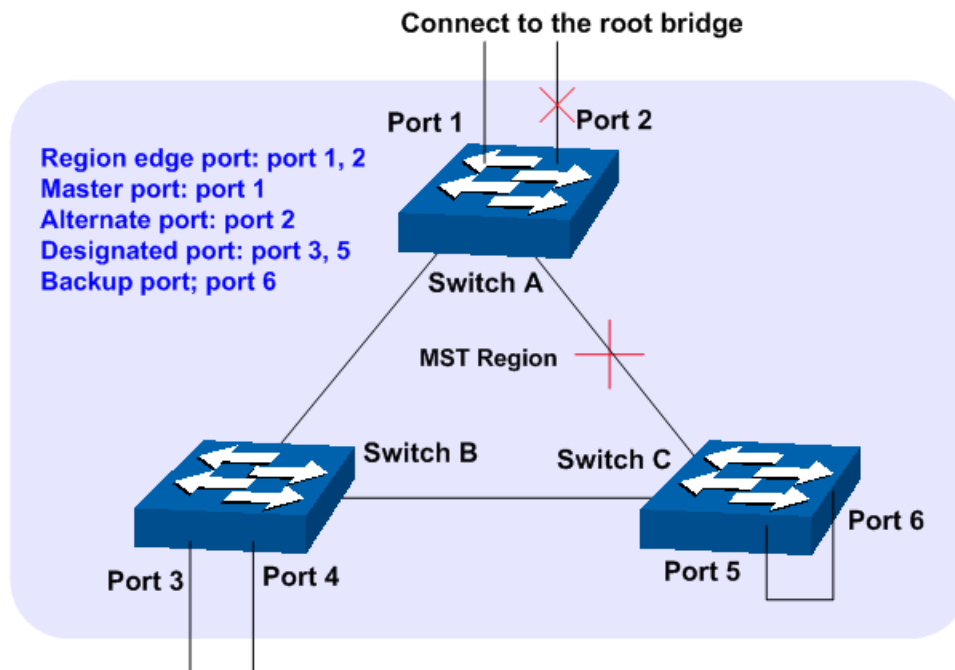 Connect to the root bridge
Port 1
Port 2
Region edge port: port 1, 2
Master port: port 1
Alternate port: port 2
Designated port: port 3, 5
Backup port; port 6
Switch A
MST Region
Switch B
Switch C
Port 3
Port 4
Port 5
Port 6